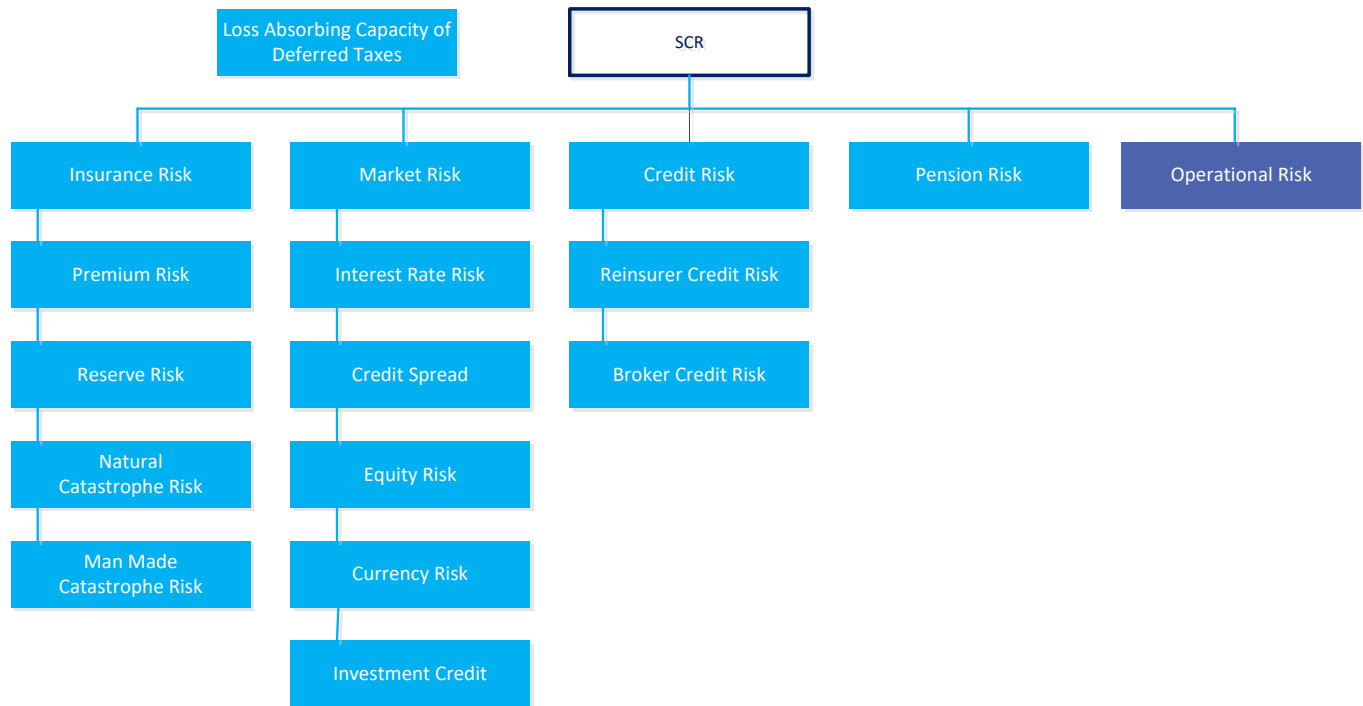 Loss Absorbing Capacity of
Deferred Taxes
SCR
Insurance Risk
Market Risk
Credit Risk
Pension Risk
Operational Risk
Premium Risk
Interest Rate Risk
Reinsurer Credit Risk
Reserve Risk
Credit Spread
Broker Credit Risk
Natural
Catastrophe Risk
Equity Risk
Man Made
Catastrophe Risk
Currency Risk
Investment Credit